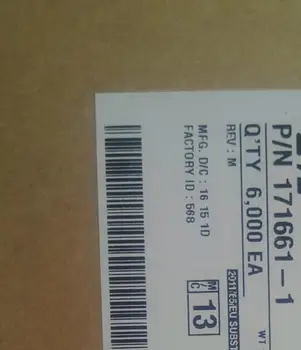 P/N 171661-1
Q'TY 6,000 EA
WT
REV : M
2011/65/EU SUBST
MFG. D/C : 16 15 1D
FACTORY ID : 568
M/C 13